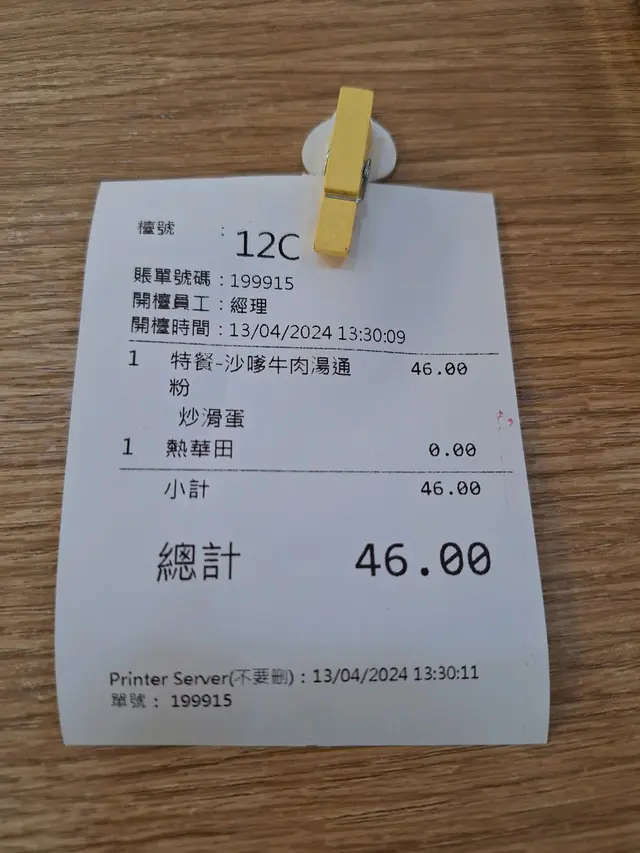 檯號 : 12C
賬單號碼 : 199915
開檯員工 : 經理
開檯時間 : 13/04/2024 13:30:09
1 特餐-沙嗲牛肉湯通 46.00
粉
炒滑蛋
1 熱華田 0.00
小計 46.00
總計 46.00
Printer Server(不要刪) : 13/04/2024 13:30:11
單號 : 199915